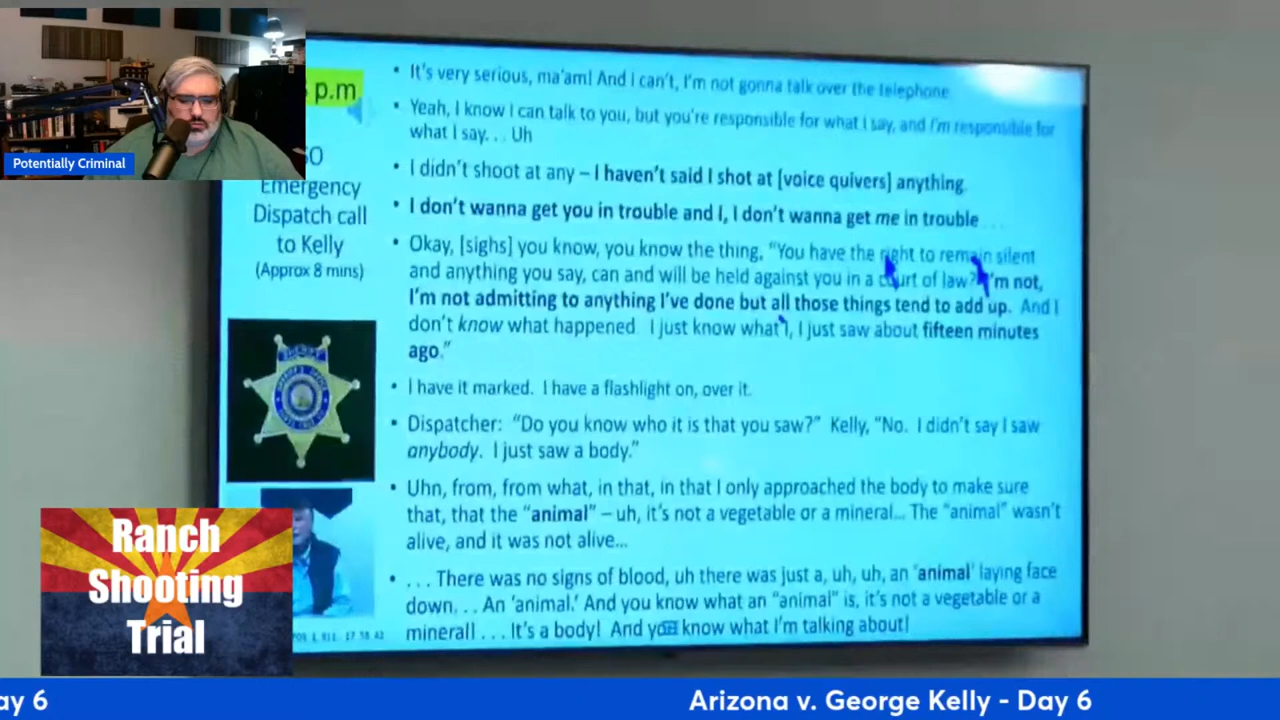 Potentially Criminal
p.m
Emergency
Dispatch call
to Kelly
(Approx 8 mins)
• It's very serious, ma'am! And I can't, I'm not gonna talk over the telephone
• Yeah, I know I can talk to you, but you're responsible for what I say, and I'm responsible for
what I say. . . Uh
• I didn't shoot at any – I haven't said I shot at [voice quivers] anything.
• I don't wanna get you in trouble and I, I don't wanna get me in trouble . . .
• Okay, [sighs] you know, you know the thing, "You have the right to remain silent
and anything you say, can and will be held against you in a court of law? I'm not,
I'm not admitting to anything I've done but all those things tend to add up. And I
don't know what happened I just know what I, I just saw about fifteen minutes
ago."
• I have it marked. I have a flashlight on, over it.
• Dispatcher: "Do you know who it is that you saw?" Kelly, "No. I didn't say I saw
anybody. I just saw a body."
• Uhn, from, from what, in that, in that I only approached the body to make sure
that, that the "animal" – uh, it's not a vegetable or a mineral... The "animal" wasn't
alive, and it was not alive...
• . . . There was no signs of blood, uh there was just a, uh, uh, an 'animal' laying face
down. . . An 'animal.' And you know what an "animal" is, it's not a vegetable or a
minerall . . . It's a body! And you know what I'm talking about!
Ranch
Shooting
Trial
ay 6
Arizona v. George Kelly - Day 6